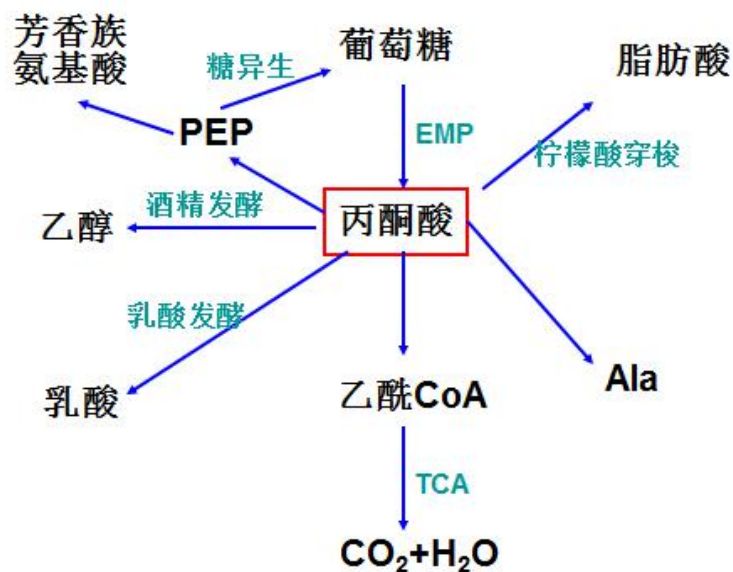 芳香族
氨基酸
糖异生
葡萄糖
脂肪酸
PEP
EMP
柠檬酸穿梭
酒精发酵
乙醇
丙酮酸
乳酸发酵
乳酸
乙酰CoA
Ala
TCA
CO₂+H₂O